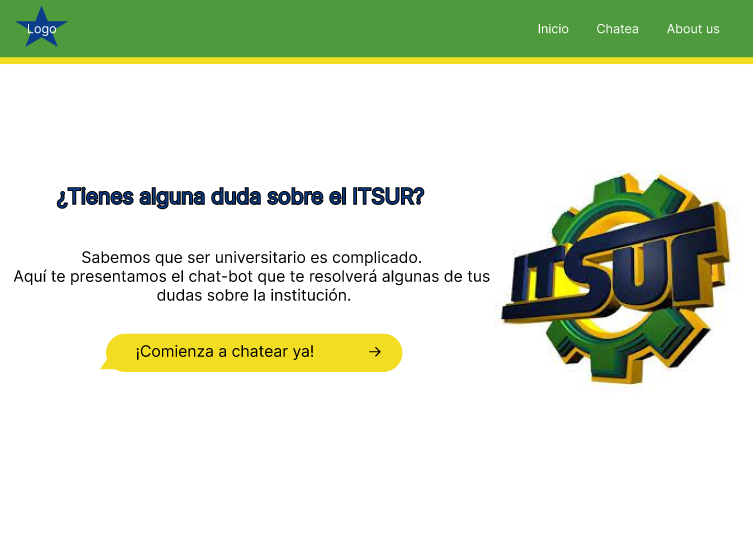 Logo
Inicio
Chatea
About us
¿Tienes alguna duda sobre el ITSUR?
Sabemos que ser universitario es complicado.
Aquí te presentamos el chat-bot que te resolverá algunas de tus
dudas sobre la institución.
¡Comienza a chatear ya! →
ITSUR